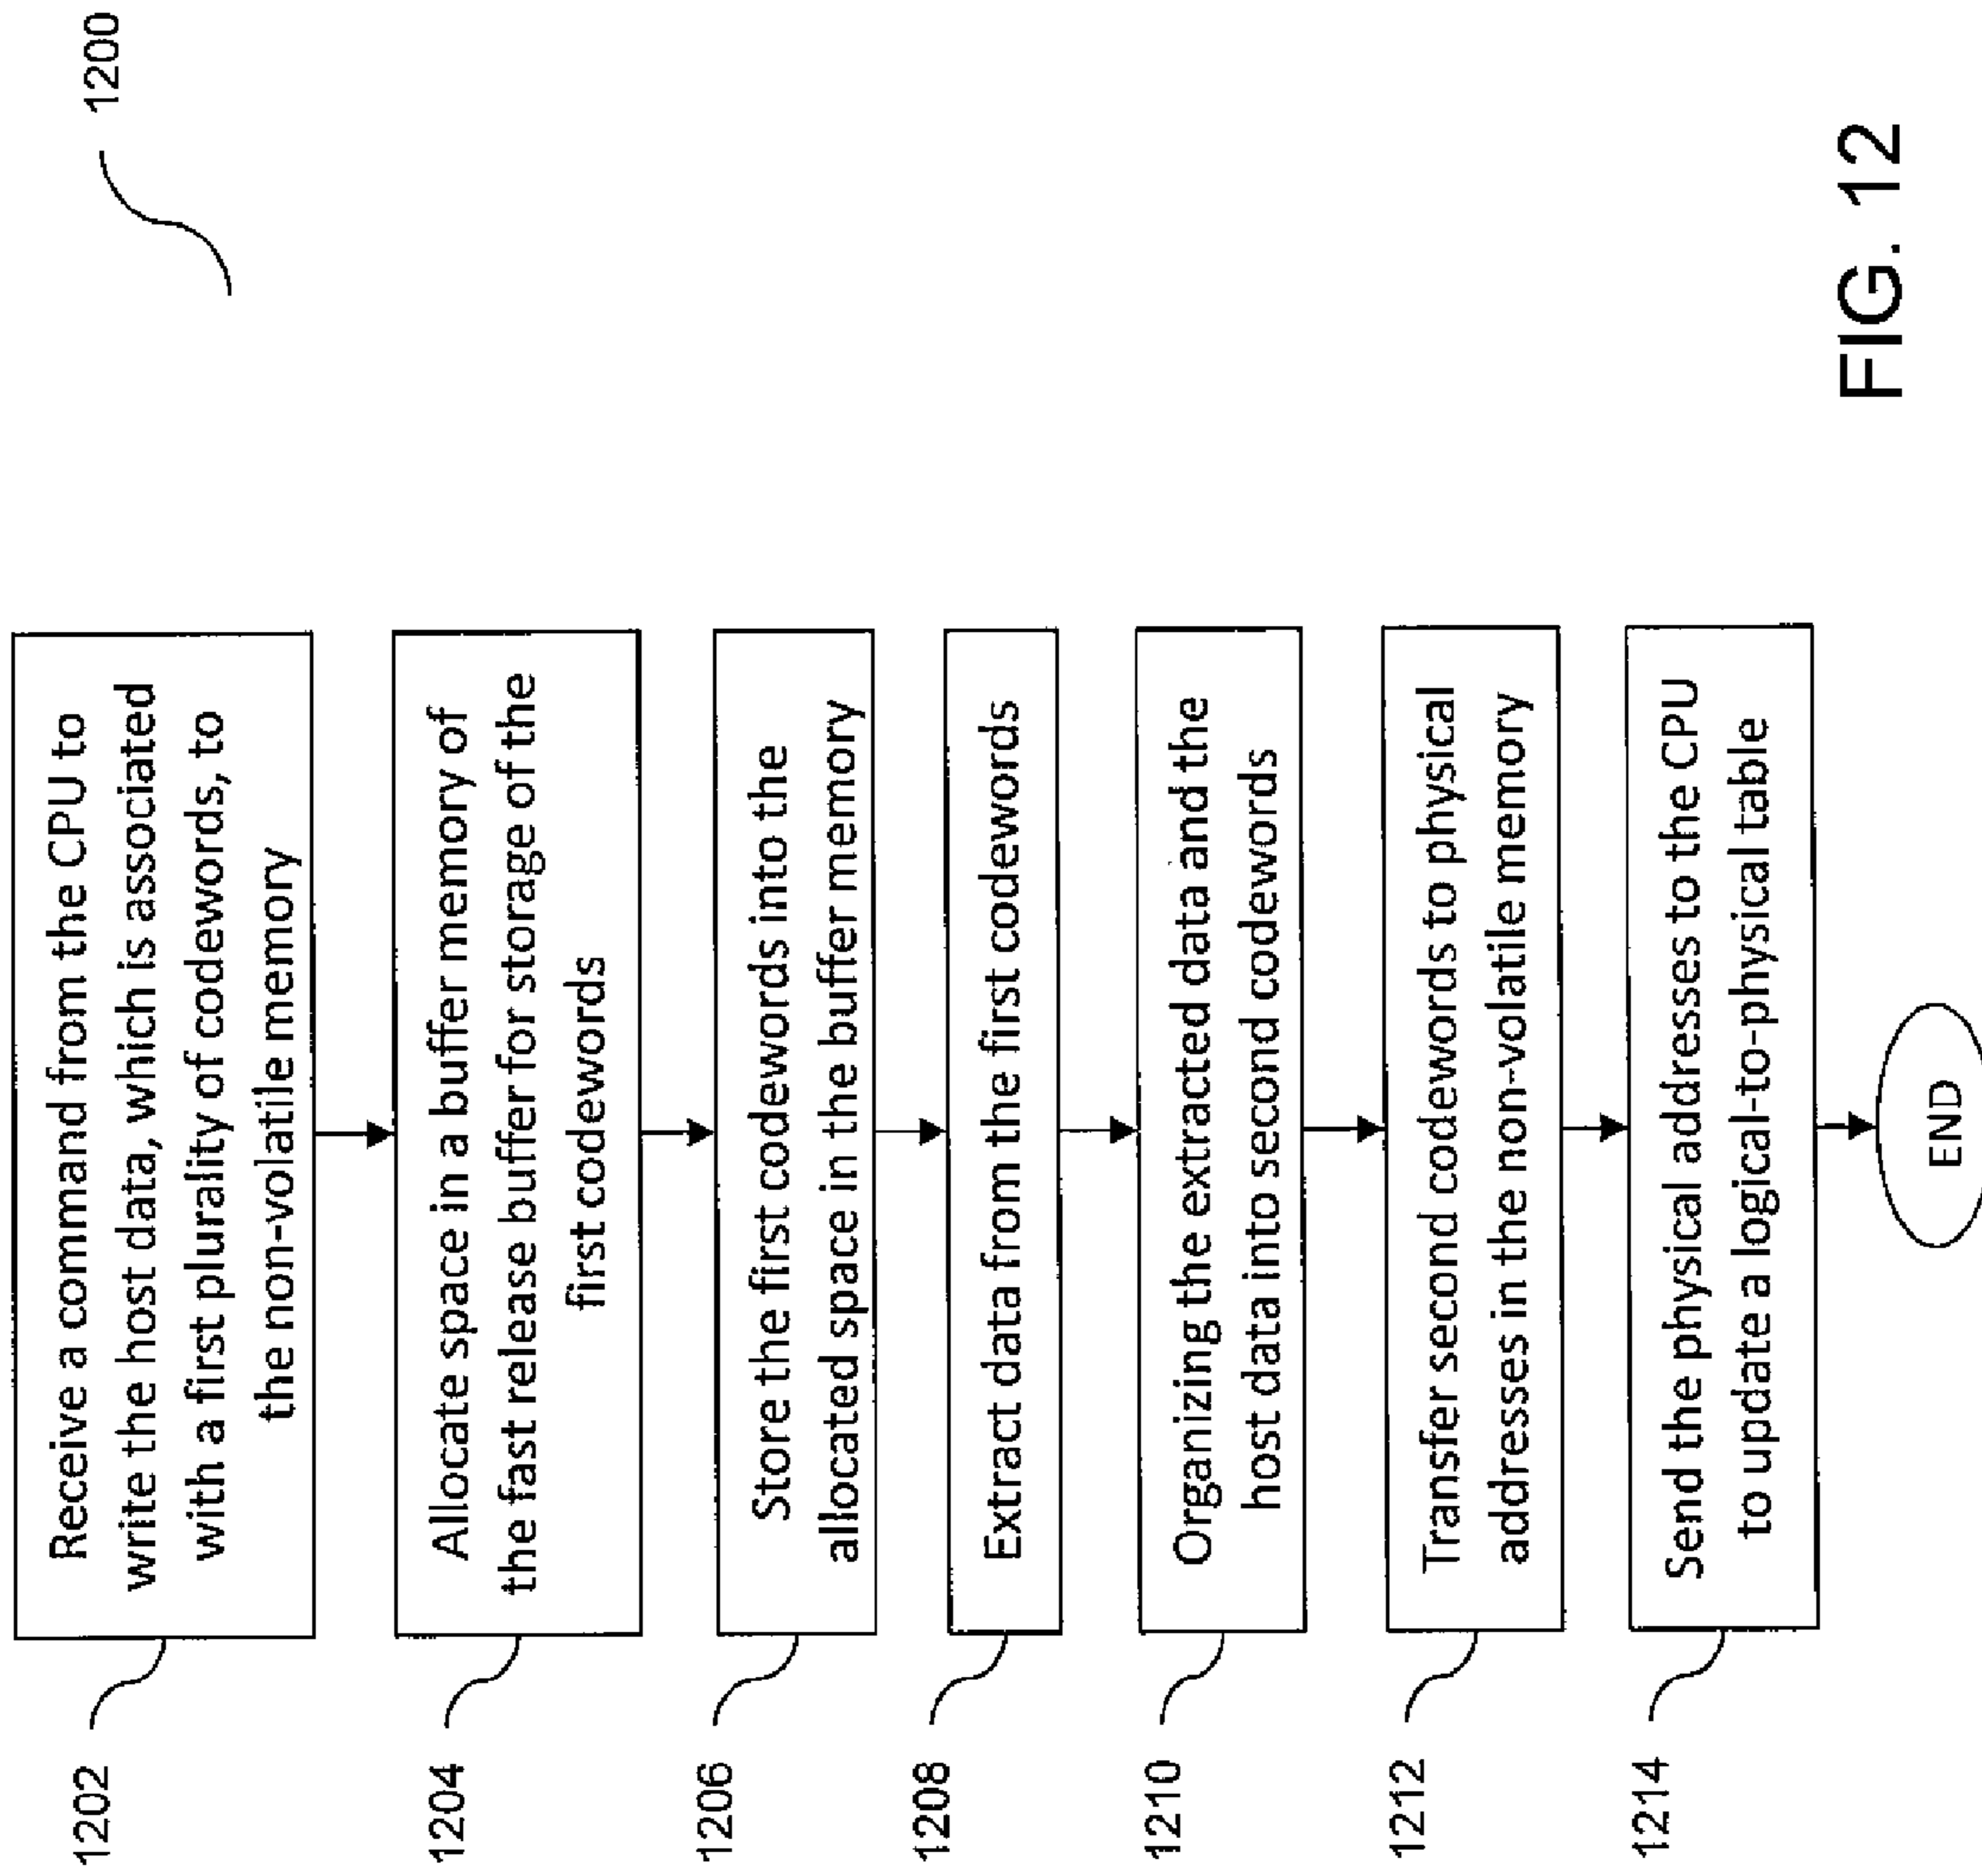 1200
1202
Receive a command from the CPU to
write the host data, which is associated
with a first plurality of codewords, to
the non-volatile memory
1204
Allocate space in a buffer memory of
the fast release buffer for storage of the
first codewords
1206
Store the first codewords into the
allocated space in the buffer memory
1208
Extract data from the first codewords
1210
Organizing the extracted data and the
host data into second codewords
1212
Transfer second codewords to physical
addresses in the non-volatile memory
1214
Send the physical addresses to the CPU
to update a logical-to-physical table
END
FIG. 12